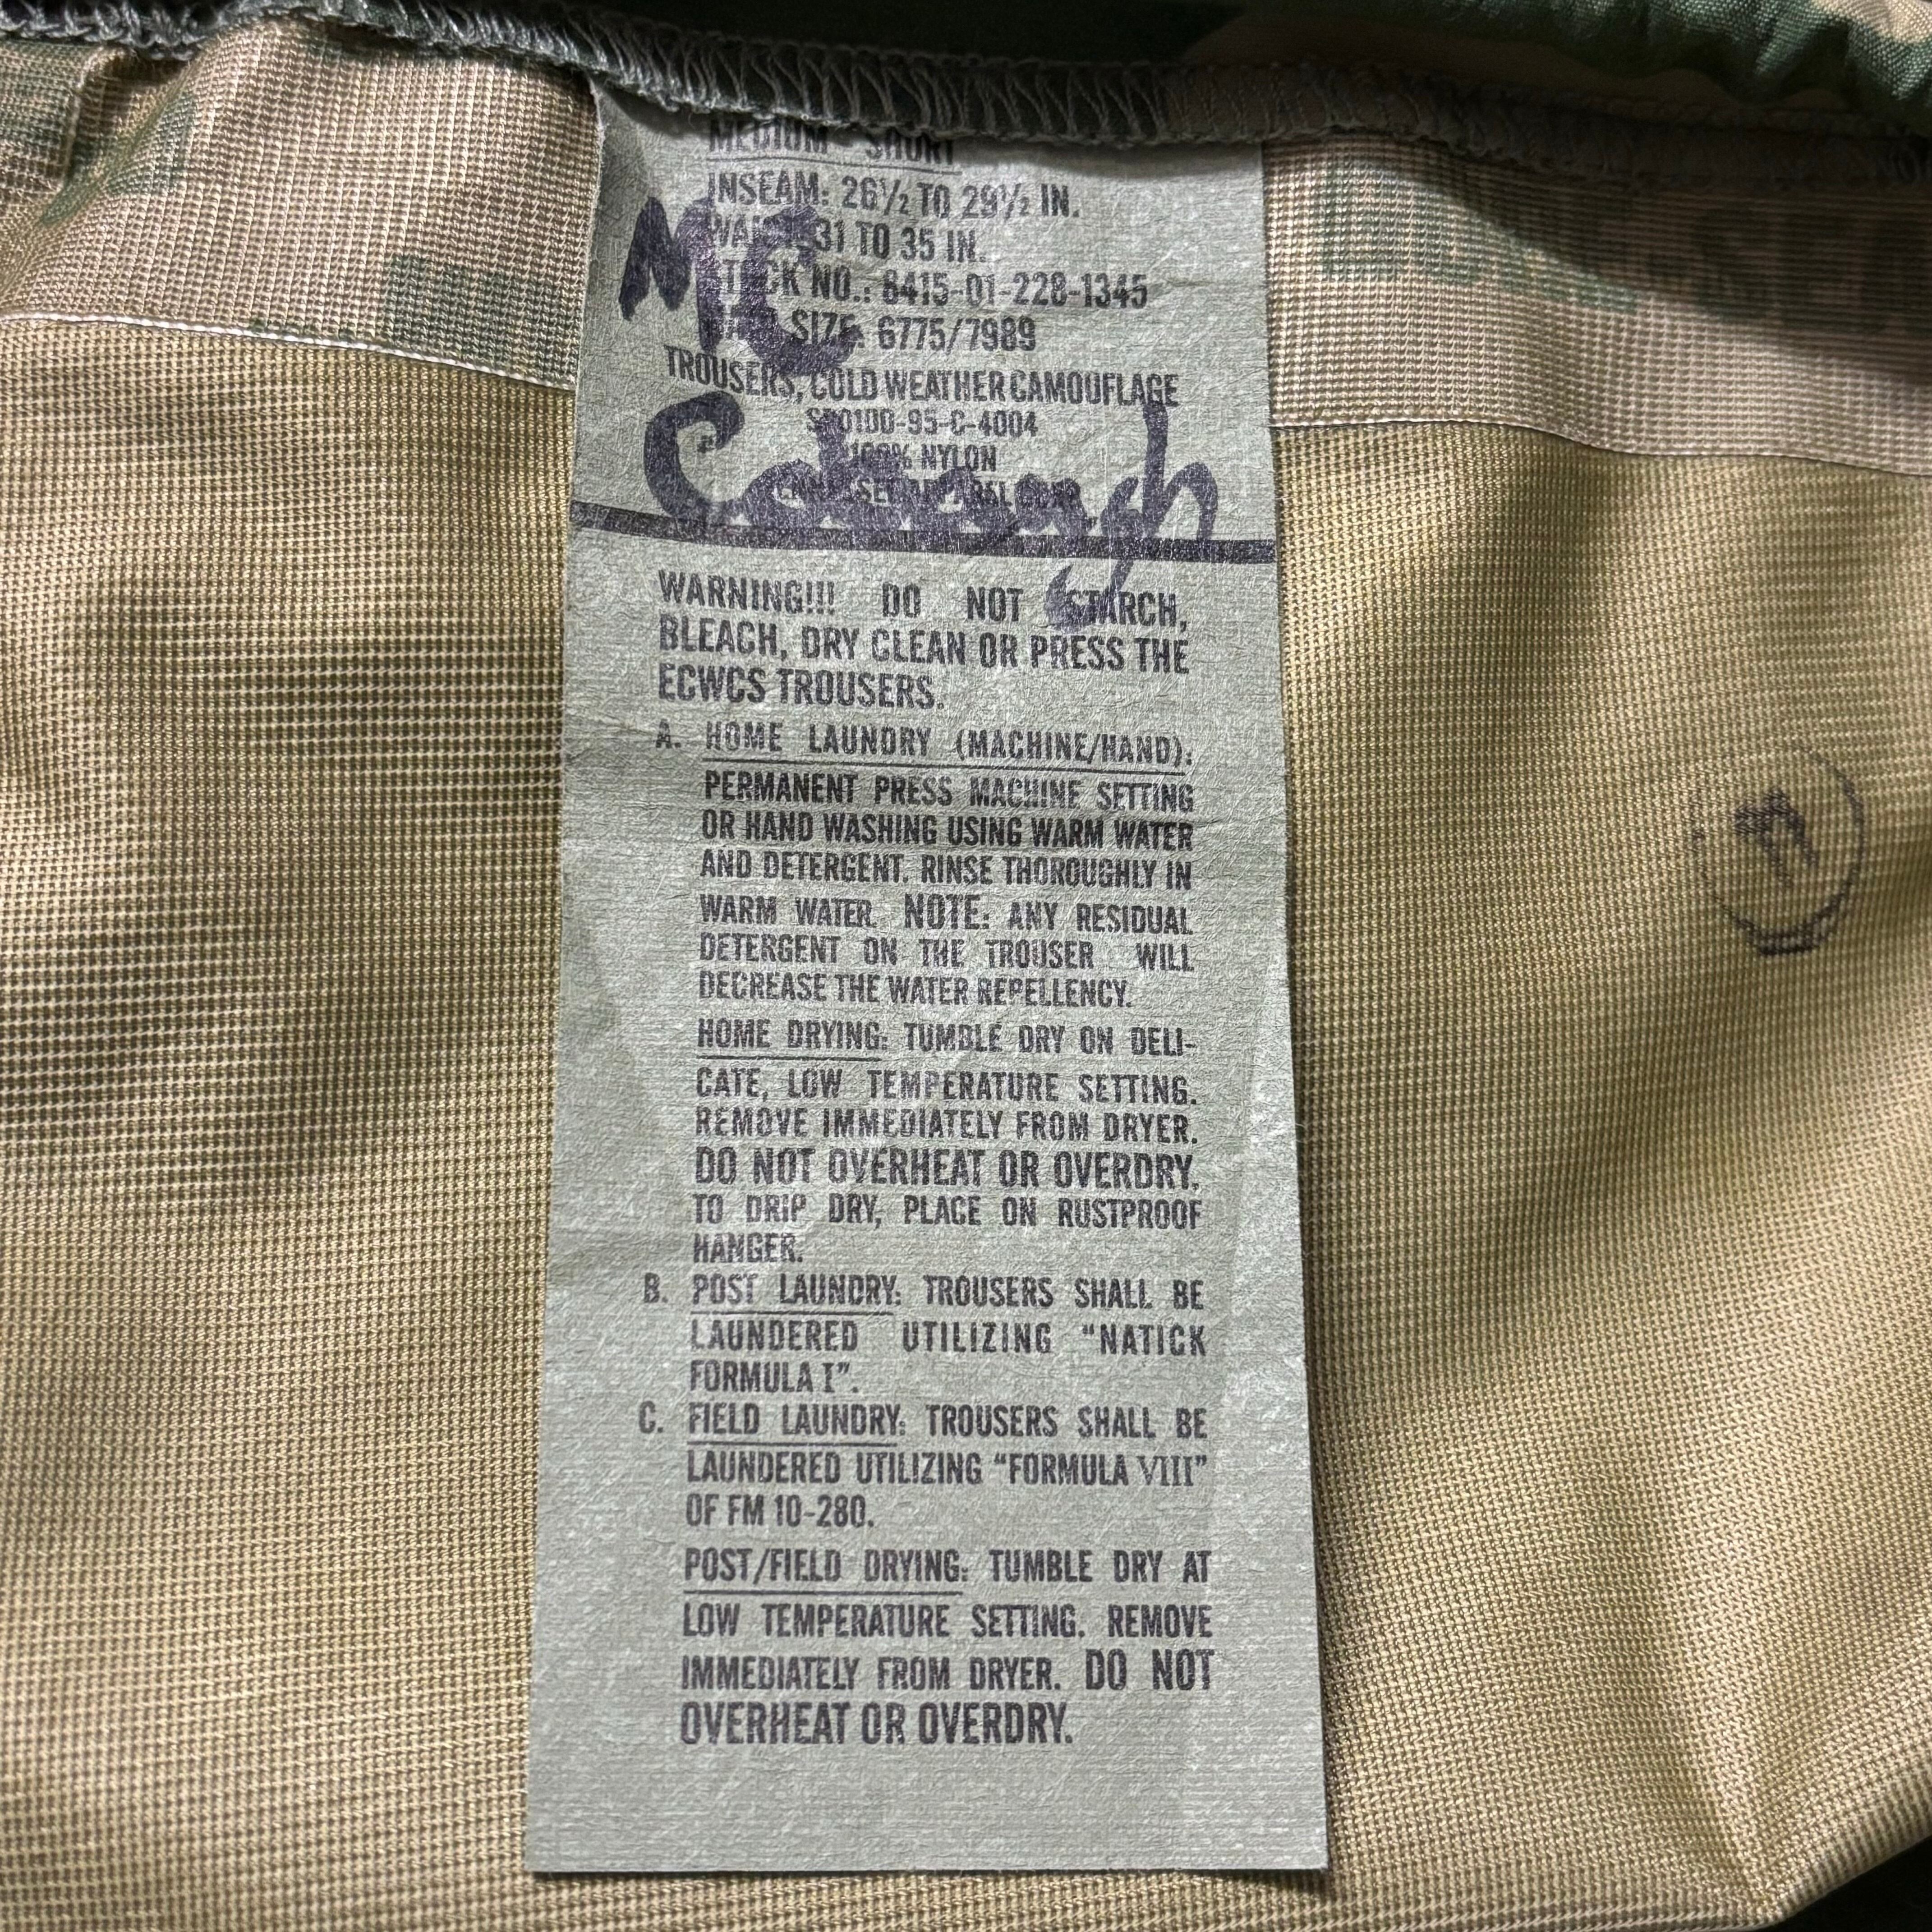 MEDIUM - SHORT
INSEAM: 26½ TO 29½ IN.
31 TO 35 IN.
STOCK NO.: 8415-01-228-1345
SIZE: 6775/7989
MC
TROUSERS, COLD WEATHER CAMOUFLAGE
SPO100-95-C-4004
100% NYLON
WARNING!!! DO NOT STARCH,
BLEACH, DRY CLEAN OR PRESS THE
ECWCS TROUSERS.
A. HOME LAUNDRY (MACHINE/HAND):
PERMANENT PRESS MACHINE SETTING
OR HAND WASHING USING WARM WATER
AND DETERGENT. RINSE THOROUGHLY IN
WARM WATER. NOTE: ANY RESIDUAL
DETERGENT ON THE TROUSER WILL
DECREASE THE WATER REPELLENCY.
HOME DRYING: TUMBLE DRY ON DELI-
CATE, LOW TEMPERATURE SETTING.
REMOVE IMMEDIATELY FROM DRYER.
DO NOT OVERHEAT OR OVERDRY.
TO DRIP DRY, PLACE ON RUSTPROOF
HANGER.
B. POST LAUNDRY: TROUSERS SHALL BE
LAUNDERED UTILIZING “NATICK
FORMULA I”.
C. FIELD LAUNDRY: TROUSERS SHALL BE
LAUNDERED UTILIZING “FORMULA VIII”
OF FM 10-280.
POST/FIELD DRYING: TUMBLE DRY AT
LOW TEMPERATURE SETTING. REMOVE
IMMEDIATELY FROM DRYER. DO NOT
OVERHEAT OR OVERDRY.